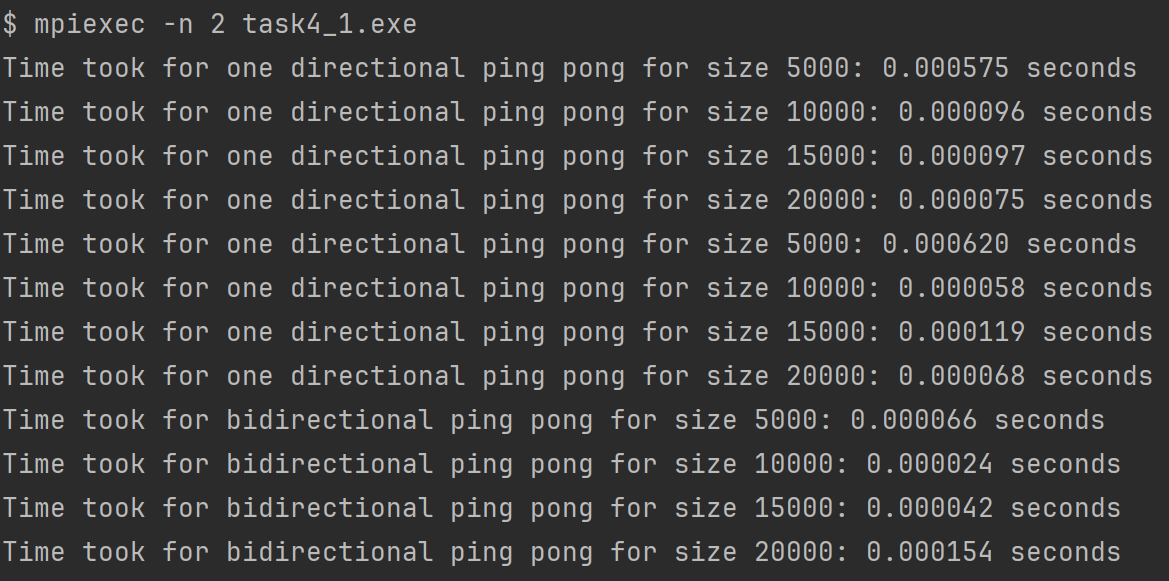 $ mpiexec -n 2 task4_1.exe
Time took for one directional ping pong for size 5000: 0.000575 seconds
Time took for one directional ping pong for size 10000: 0.000096 seconds
Time took for one directional ping pong for size 15000: 0.000097 seconds
Time took for one directional ping pong for size 20000: 0.000075 seconds
Time took for one directional ping pong for size 5000: 0.000620 seconds
Time took for one directional ping pong for size 10000: 0.000058 seconds
Time took for one directional ping pong for size 15000: 0.000119 seconds
Time took for one directional ping pong for size 20000: 0.000068 seconds
Time took for bidirectional ping pong for size 5000: 0.000066 seconds
Time took for bidirectional ping pong for size 10000: 0.000024 seconds
Time took for bidirectional ping pong for size 15000: 0.000042 seconds
Time took for bidirectional ping pong for size 20000: 0.000154 seconds